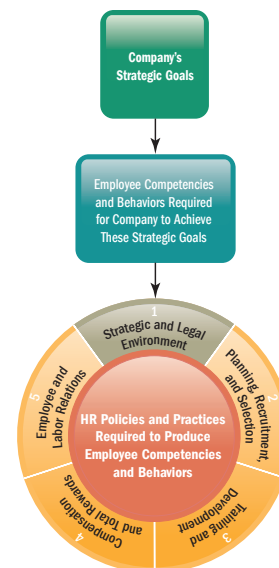 Company's
Strategic Goals
Employee Competencies
and Behaviors Required
for Company to Achieve
These Strategic Goals
1
Strategic and Legal
Environment
2
Planning, Recruitment,
and Selection
3
Training and
Development
4
Compensation
and Total Rewards
5
Employee and
Labor Relations
HR Policies and Practices
Required to Produce
Employee Competencies
and Behaviors